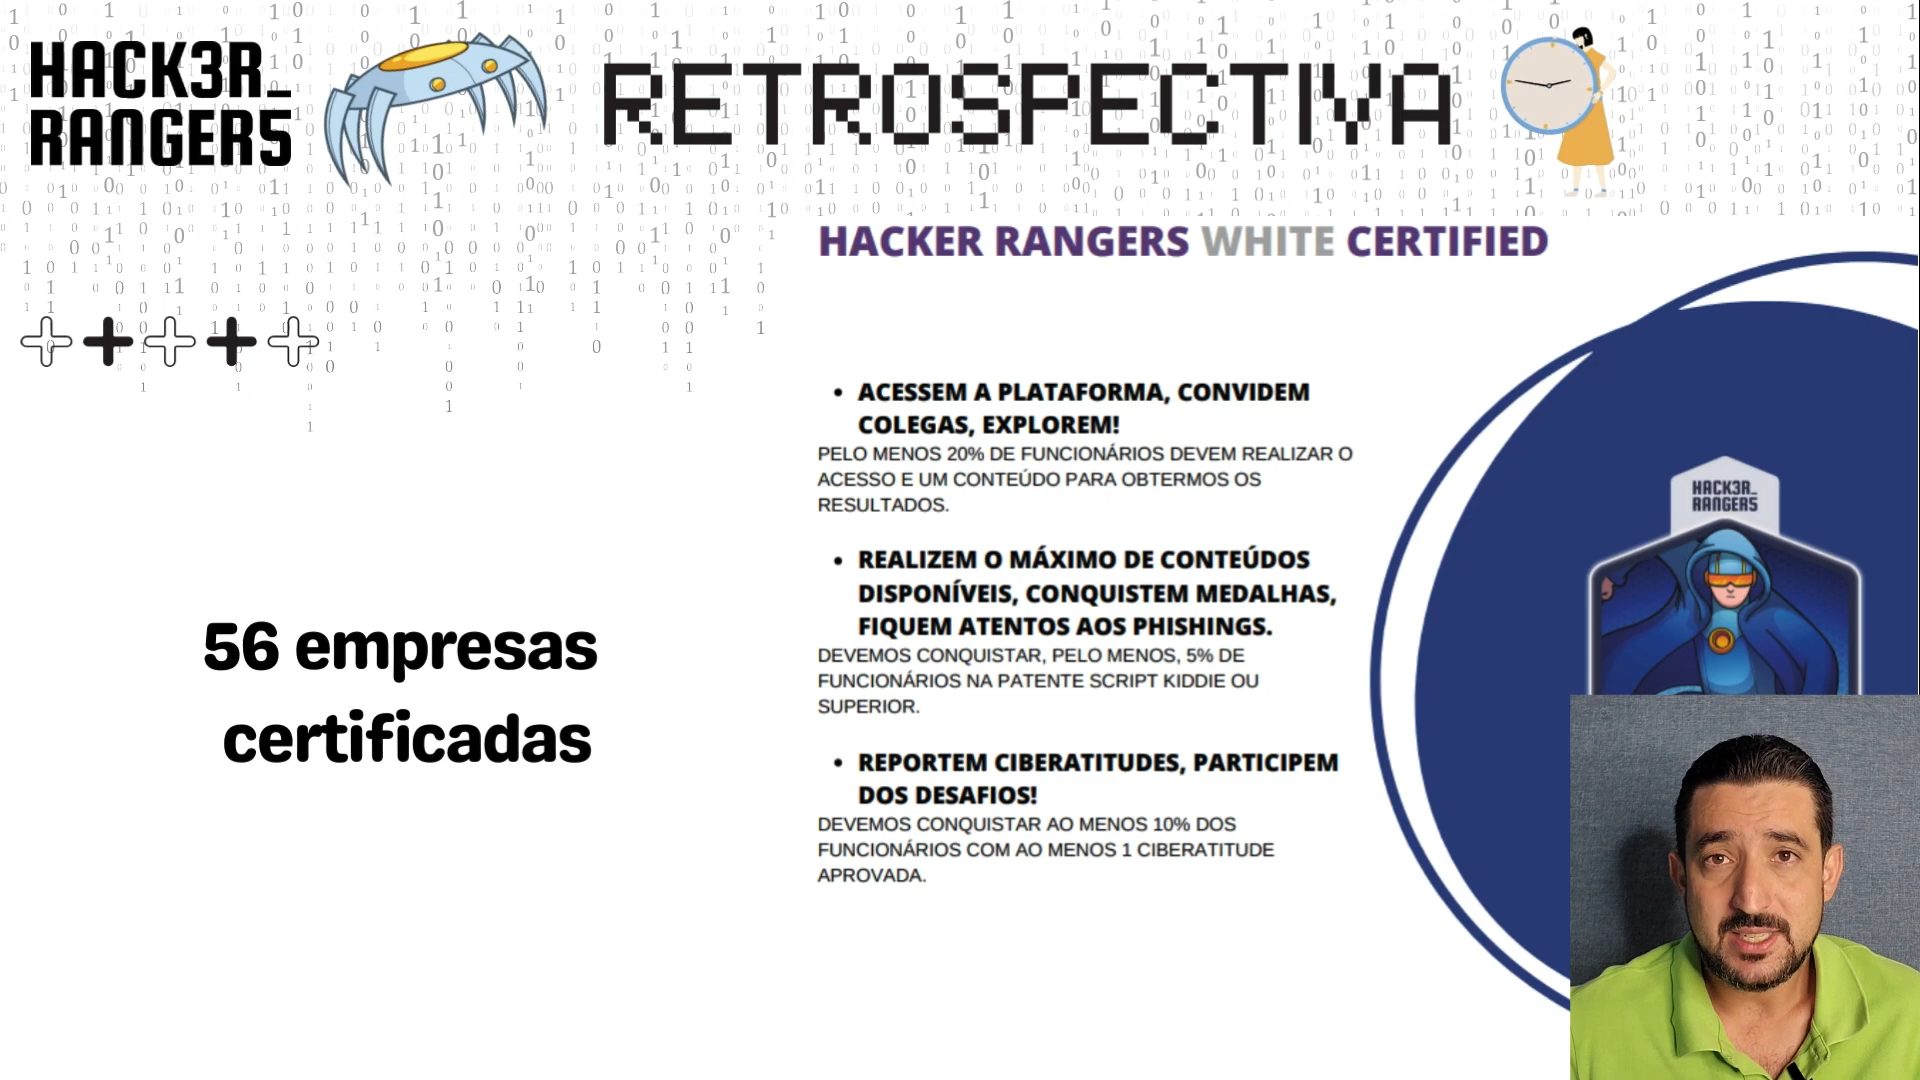 HACK3R_
RANGER5
RETROSPECTIVA
HACKER RANGERS WHITE CERTIFIED
• ACESSEM A PLATAFORMA, CONVIDEM
COLEGAS, EXPLOREM!
PELO MENOS 20% DE FUNCIONÁRIOS DEVEM REALIZAR O
ACESSO E UM CONTEÚDO PARA OBTERMOS OS
RESULTADOS.
• REALIZEM O MÁXIMO DE CONTEÚDOS
DISPONÍVEIS, CONQUISTEM MEDALHAS,
FIQUEM ATENTOS AOS PHISHINGS.
DEVEMOS CONQUISTAR, PELO MENOS, 5% DE
FUNCIONÁRIOS NA PATENTE SCRIPT KIDDIE OU
SUPERIOR.
• REPORTEM CIBERATITUDES, PARTICIPEM
DOS DESAFIOS!
DEVEMOS CONQUISTAR AO MENOS 10% DOS
FUNCIONÁRIOS COM AO MENOS 1 CIBERATITUDE
APROVADA.
56 empresas
certificadas
HACK3R_
RANGER5